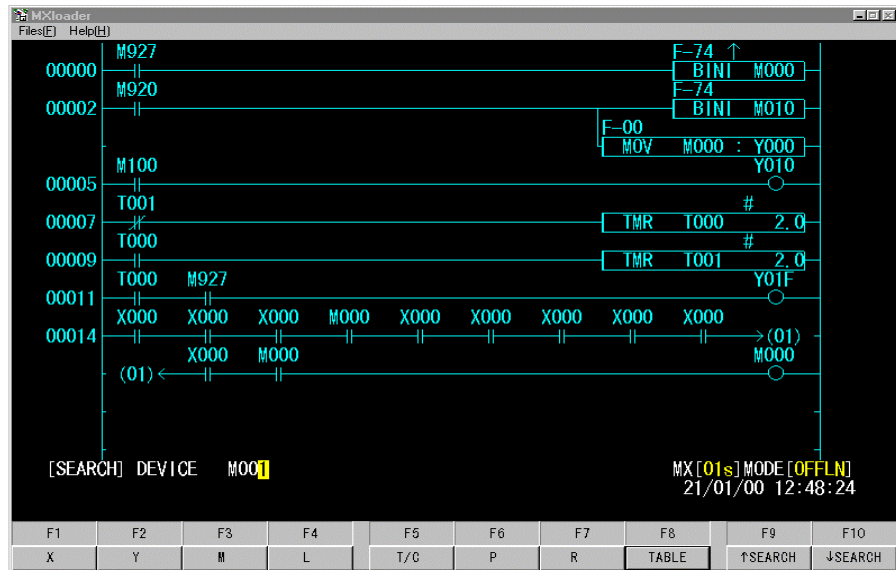 MXloader
Files(F) Help(H)
M927 F-74 ↑
00000 BINI M000
M920 F-74
00002 BINI M010
F-00
MOV M000 : Y000
M100 Y010
00005
T001 #
00007 TMR T000 2.0
T000 #
00009 TMR T001 2.0
T000 M927 Y01F
00011
X000 X000 X000 M000 X000 X000 X000 X000 X000
00014 (01)
X000 M000 M000
(01)
[SEARCH] DEVICE M001 MX[01s]MODE[OFFLN]
21/01/00 12:48:24
F1 F2 F3 F4 F5 F6 F7 F8 F9 F10
X Y M L T/C P R TABLE ↑SEARCH ↓SEARCH